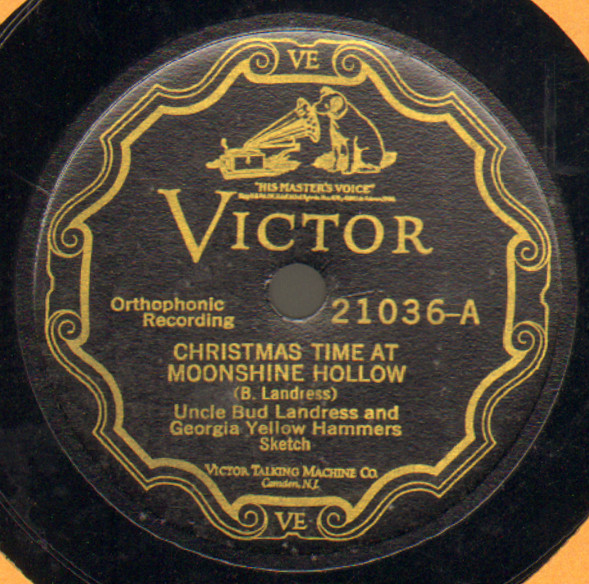 VE
"HIS MASTER'S VOICE"
VICTOR
Orthophonic
Recording
21036-A
CHRISTMAS TIME AT
MOONSHINE HOLLOW
(B. Landress)
Uncle Bud Landress and
Georgia Yellow Hammers
Sketch
VICTOR TALKING MACHINE CO.
Camden, N.J.
VE